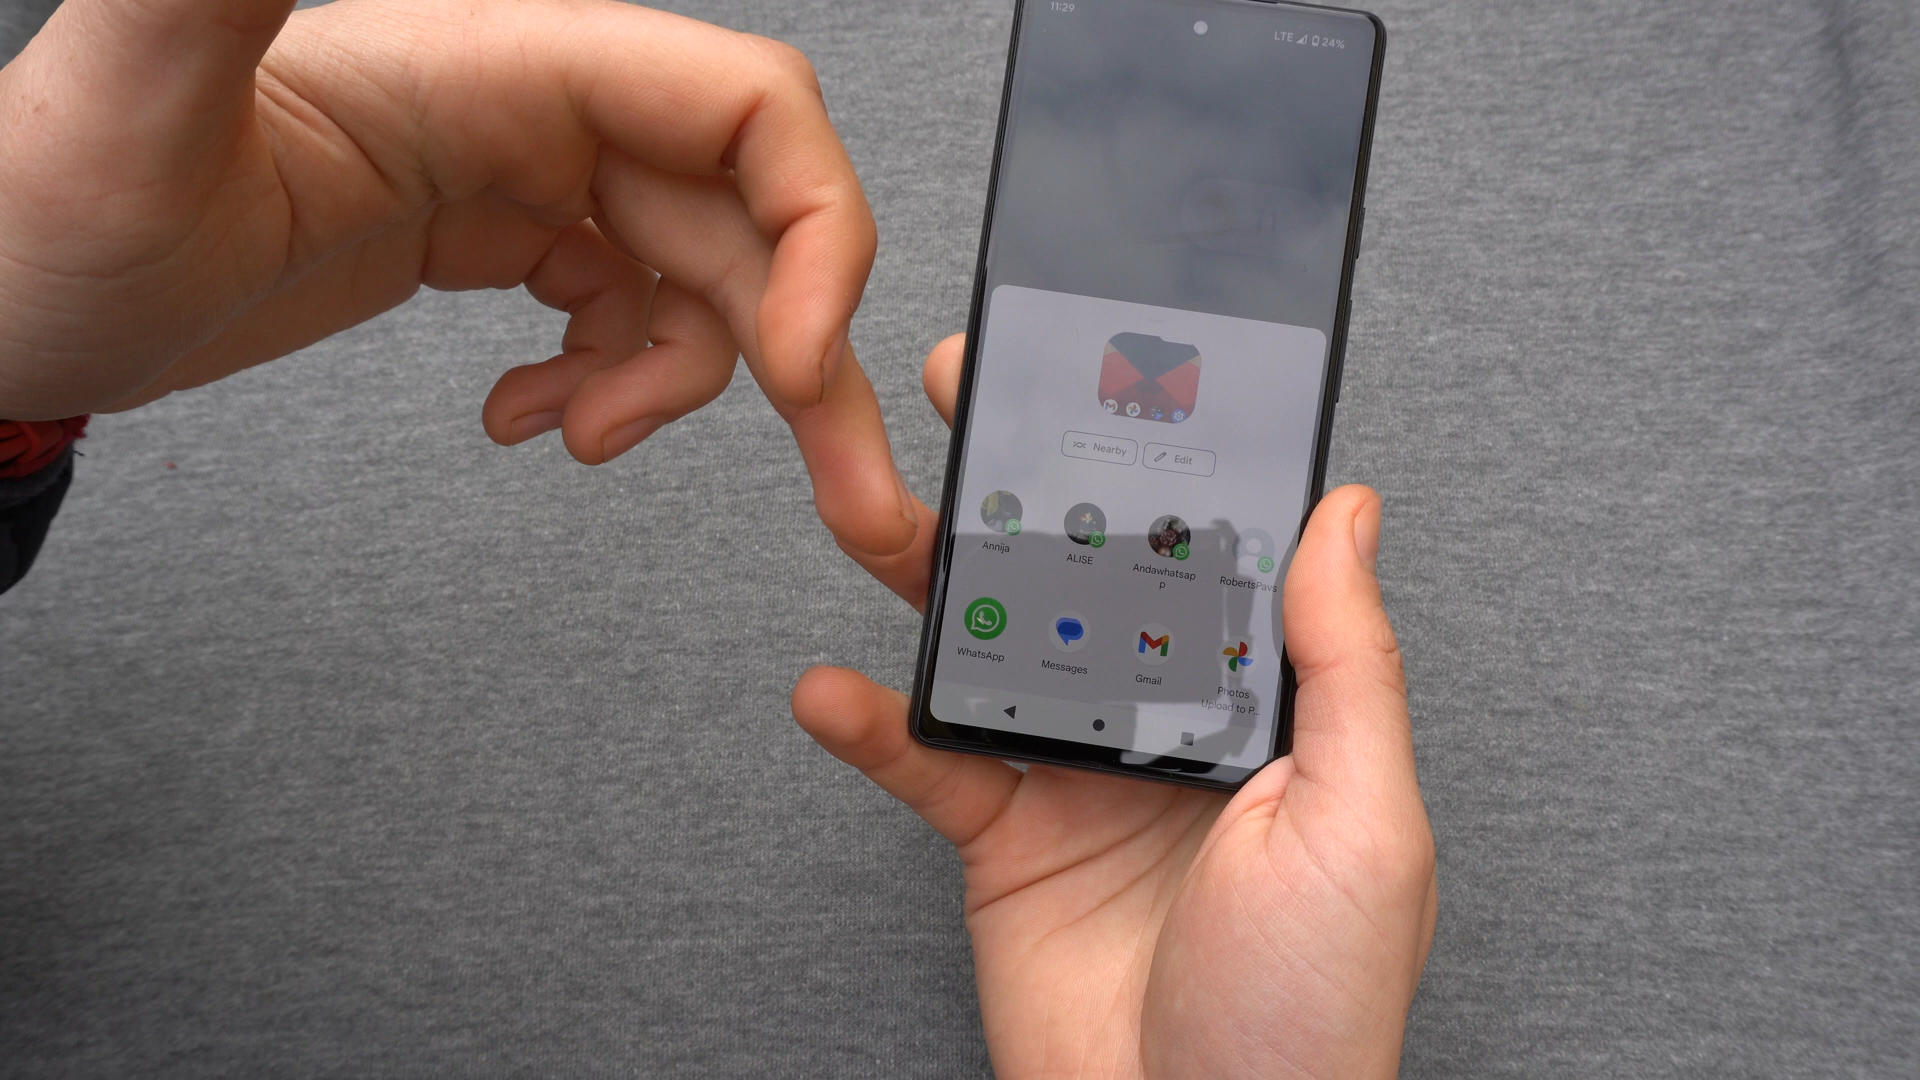 11:29
LTE 24%
Nearby
Edit
Annija
ALISE
Andawhatsap
p
RobertsPavs
WhatsApp
Messages
Gmail
Photos
Upload to P...